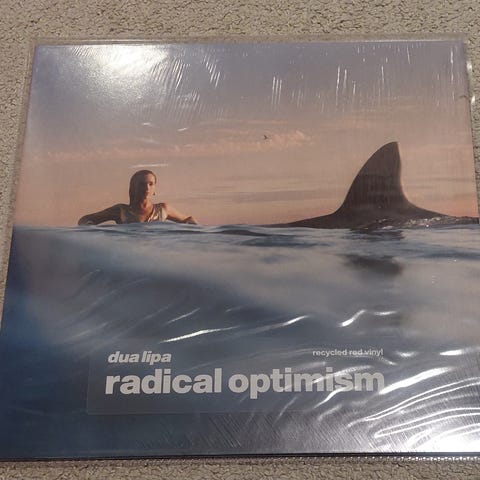 dua lipa
recycled red vinyl
radical optimism